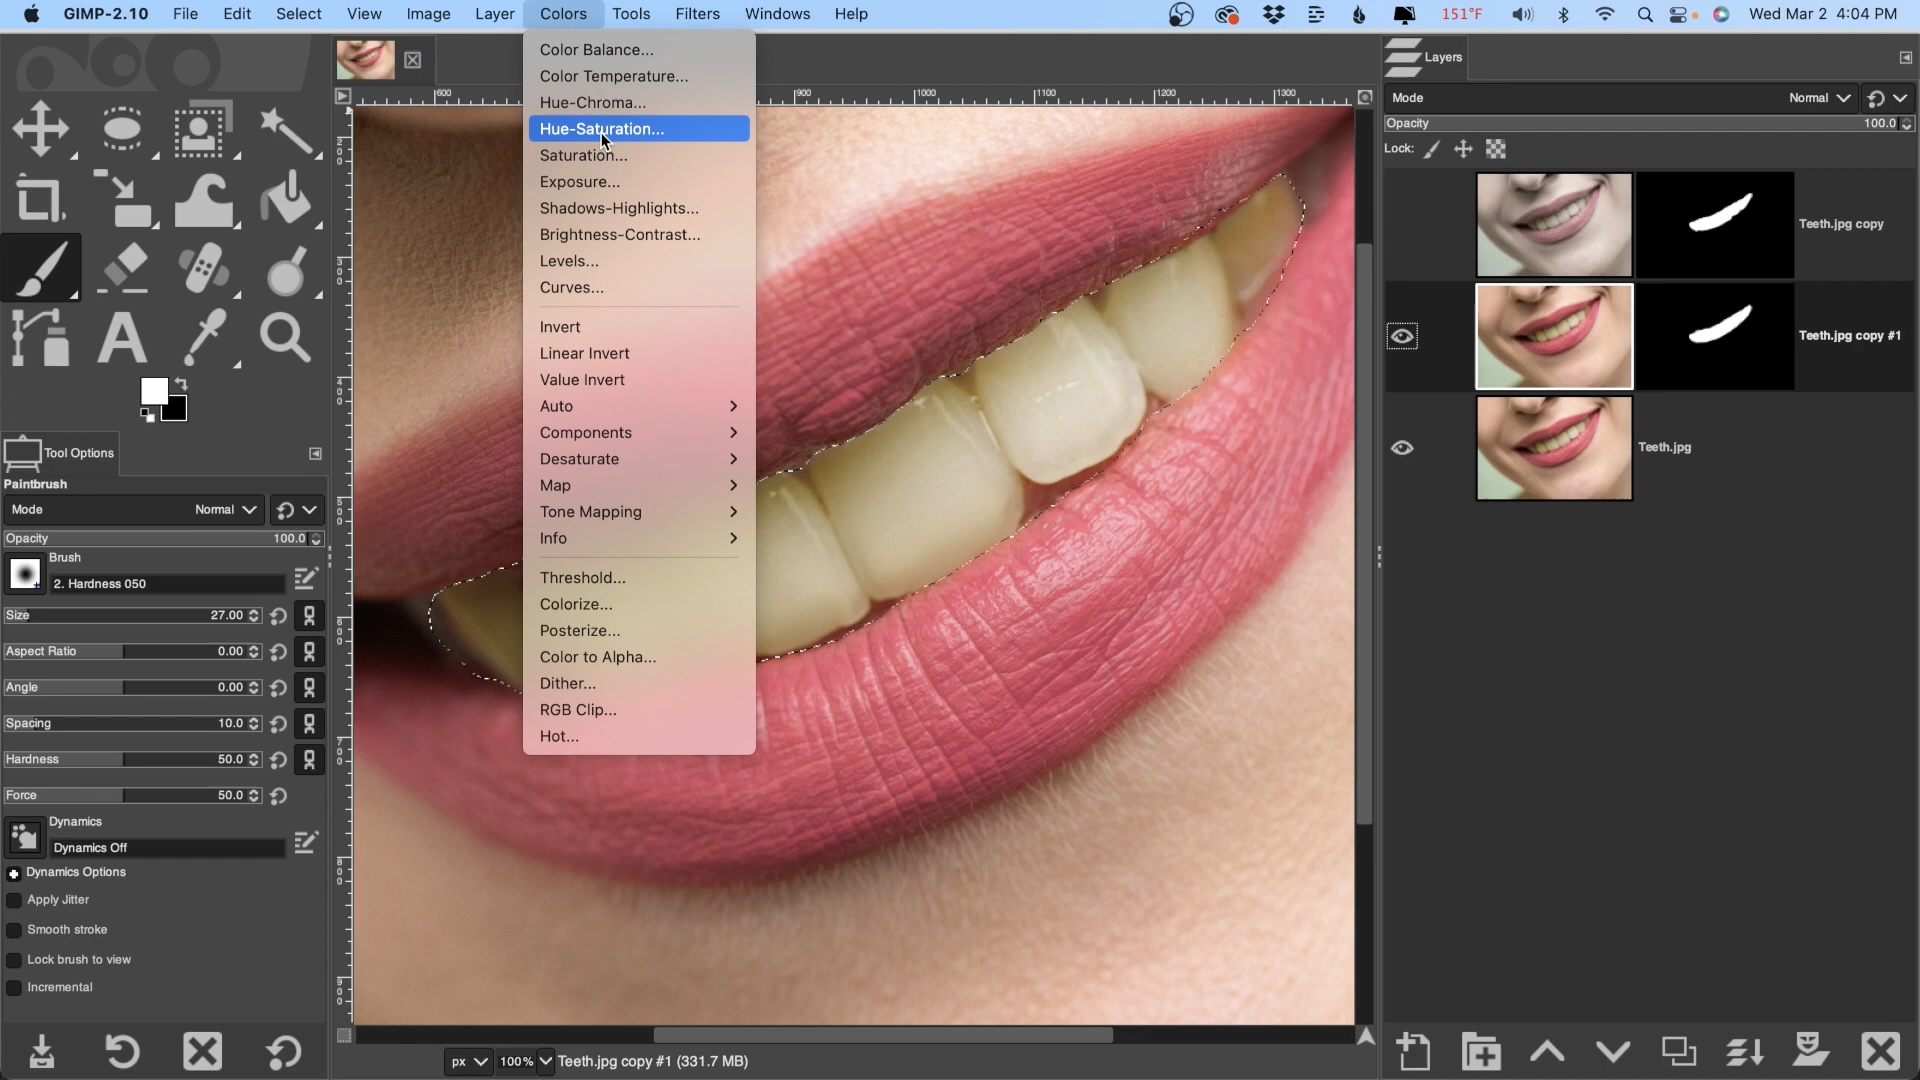 GIMP-2.10 File Edit Select View Image Layer Colors Tools Filters Windows Help 151°F Wed Mar 2 4:04 PM
Color Balance...
Color Temperature...
Hue-Chroma...
Hue-Saturation...
Saturation...
Exposure...
Shadows-Highlights...
Brightness-Contrast...
Levels...
Curves...
Invert
Linear Invert
Value Invert
Auto
Components
Desaturate
Map
Tone Mapping
Info
Threshold...
Colorize...
Posterize...
Color to Alpha...
Dither...
RGB Clip...
Hot...
600 900 1000 1100 1200 1300
Tool Options
Paintbrush
Mode Normal
Opacity 100.0
Brush
2. Hardness 050
Size 27.00
Aspect Ratio 0.00
Angle 0.00
Spacing 10.0
Hardness 50.0
Force 50.0
Dynamics
Dynamics Off
Dynamics Options
Apply Jitter
Smooth stroke
Lock brush to view
Incremental
px 100% Teeth.jpg copy #1 (331.7 MB)
Layers
Mode Normal
Opacity 100.0
Lock:
Teeth.jpg copy
Teeth.jpg copy #1
Teeth.jpg